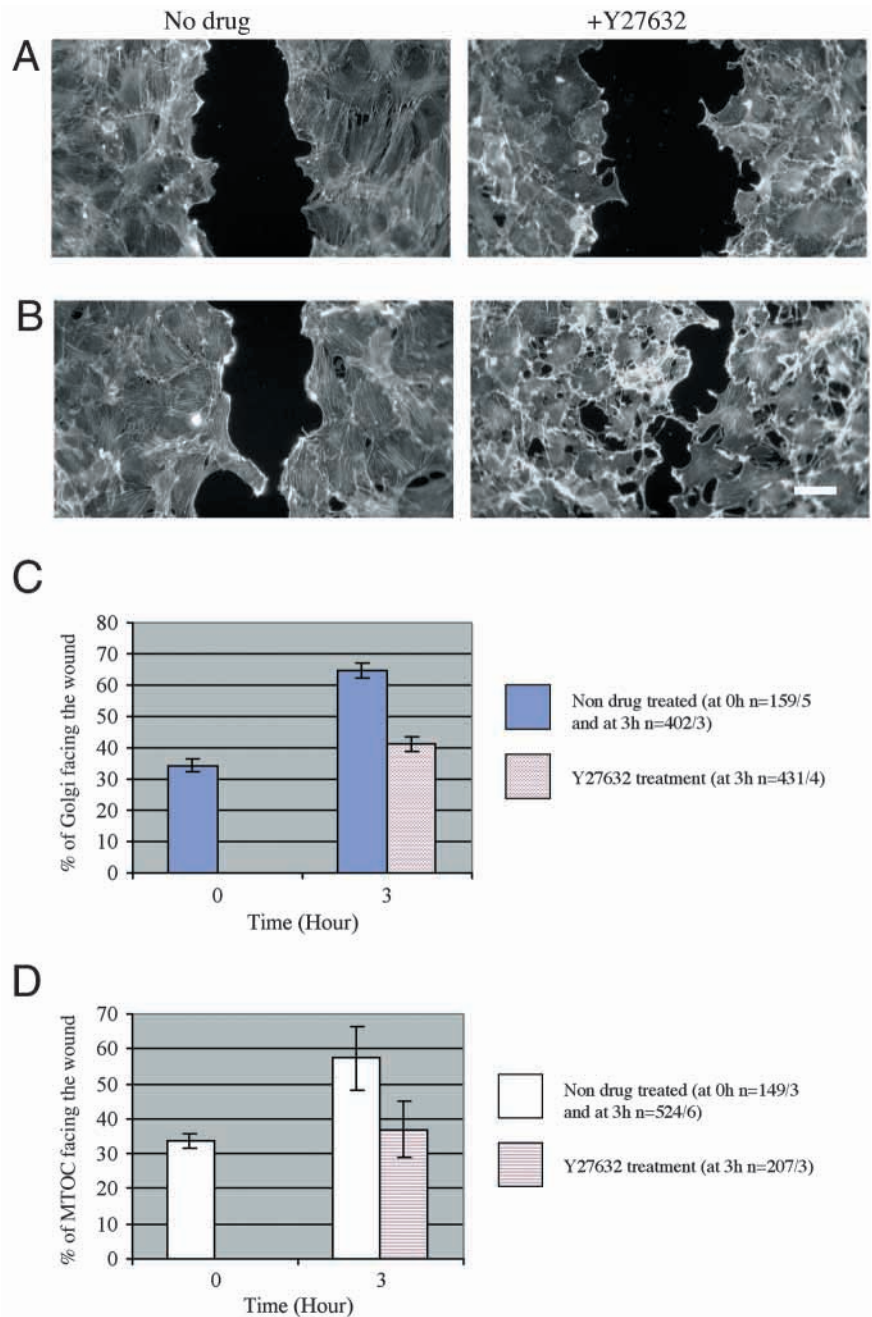 No drug
+Y27632
A
B
C
80
70
60
50
40
30
20
10
0
% of Golgi facing the wound
0
3
Time (Hour)
Non drug treated (at 0h n=159/5
and at 3h n=402/3)
Y27632 treatment (at 3h n=431/4)
D
70
60
50
40
30
20
10
0
% of MTOC facing the wound
0
3
Time (Hour)
Non drug treated (at 0h n=149/3
and at 3h n=524/6)
Y27632 treatment (at 3h n=207/3)